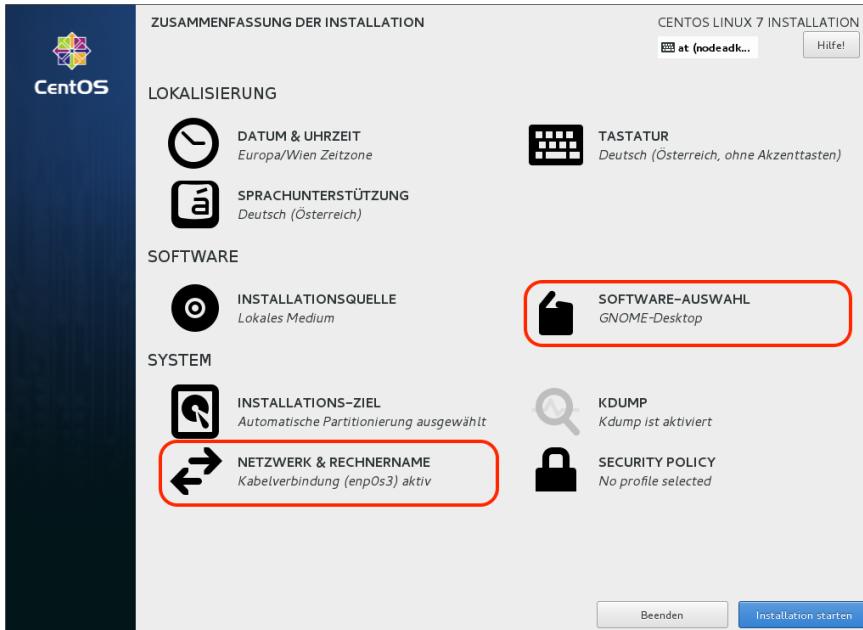 ZUSAMMENFASSUNG DER INSTALLATION
CENTOS LINUX 7 INSTALLATION
at (nodeadk...
Hilfe!
CentOS
LOKALISIERUNG
DATUM & UHRZEIT
Europa/Wien Zeitzone
TASTATUR
Deutsch (Österreich, ohne Akzenttasten)
á
SPRACHUNTERSTÜTZUNG
Deutsch (Österreich)
SOFTWARE
INSTALLATIONSQUELLE
Lokales Medium
SOFTWARE-AUSWAHL
GNOME-Desktop
SYSTEM
INSTALLATIONS-ZIEL
Automatische Partitionierung ausgewählt
KDUMP
Kdump ist aktiviert
NETZWERK & RECHNERNAME
Kabelverbindung (enp0s3) aktiv
SECURITY POLICY
No profile selected
Beenden
Installation starten